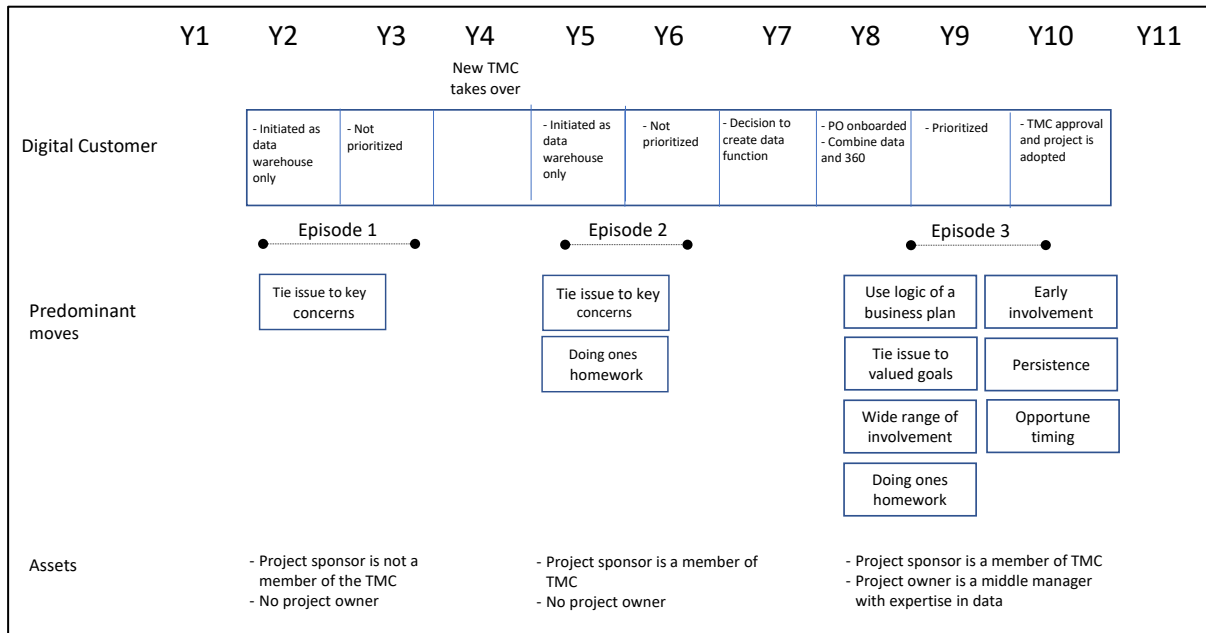 Y1 Y2 Y3 Y4 Y5 Y6 Y7 Y8 Y9 Y10 Y11
New TMC
takes over
Digital Customer
- Initiated as
data
warehouse
only
- Not
prioritized
- Initiated as
data
warehouse
only
- Not
prioritized
- Decision to
create data
function
- PO onboarded
- Combine data
and 360
- Prioritized
- TMC approval
and project is
adopted
Episode 1
Episode 2
Episode 3
Predominant
moves
Tie issue to key
concerns
Tie issue to key
concerns
Doing ones
homework
Use logic of a
business plan
Early
involvement
Tie issue to
valued goals
Persistence
Wide range of
involvement
Opportune
timing
Doing ones
homework
Assets
- Project sponsor is not a
member of the TMC
- No project owner
- Project sponsor is a member of
TMC
- No project owner
- Project sponsor is a member of TMC
- Project owner is a middle manager
with expertise in data